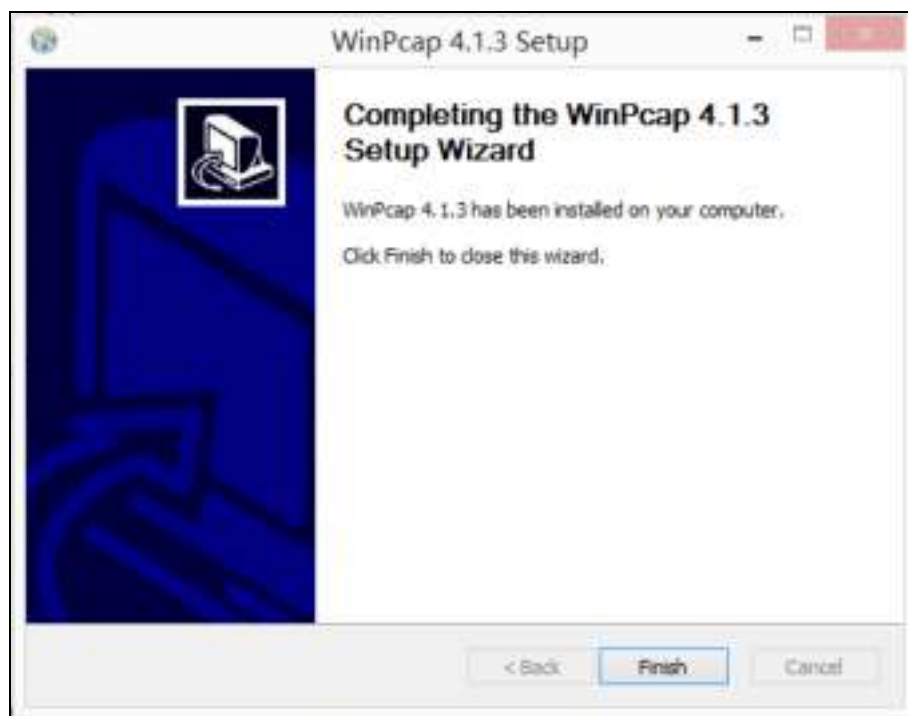 WinPcap 4.1.3 Setup
Completing the WinPcap 4.1.3
Setup Wizard
WinPcap 4.1.3 has been installed on your computer.
Click Finish to close this wizard.
< Back
Finish
Cancel